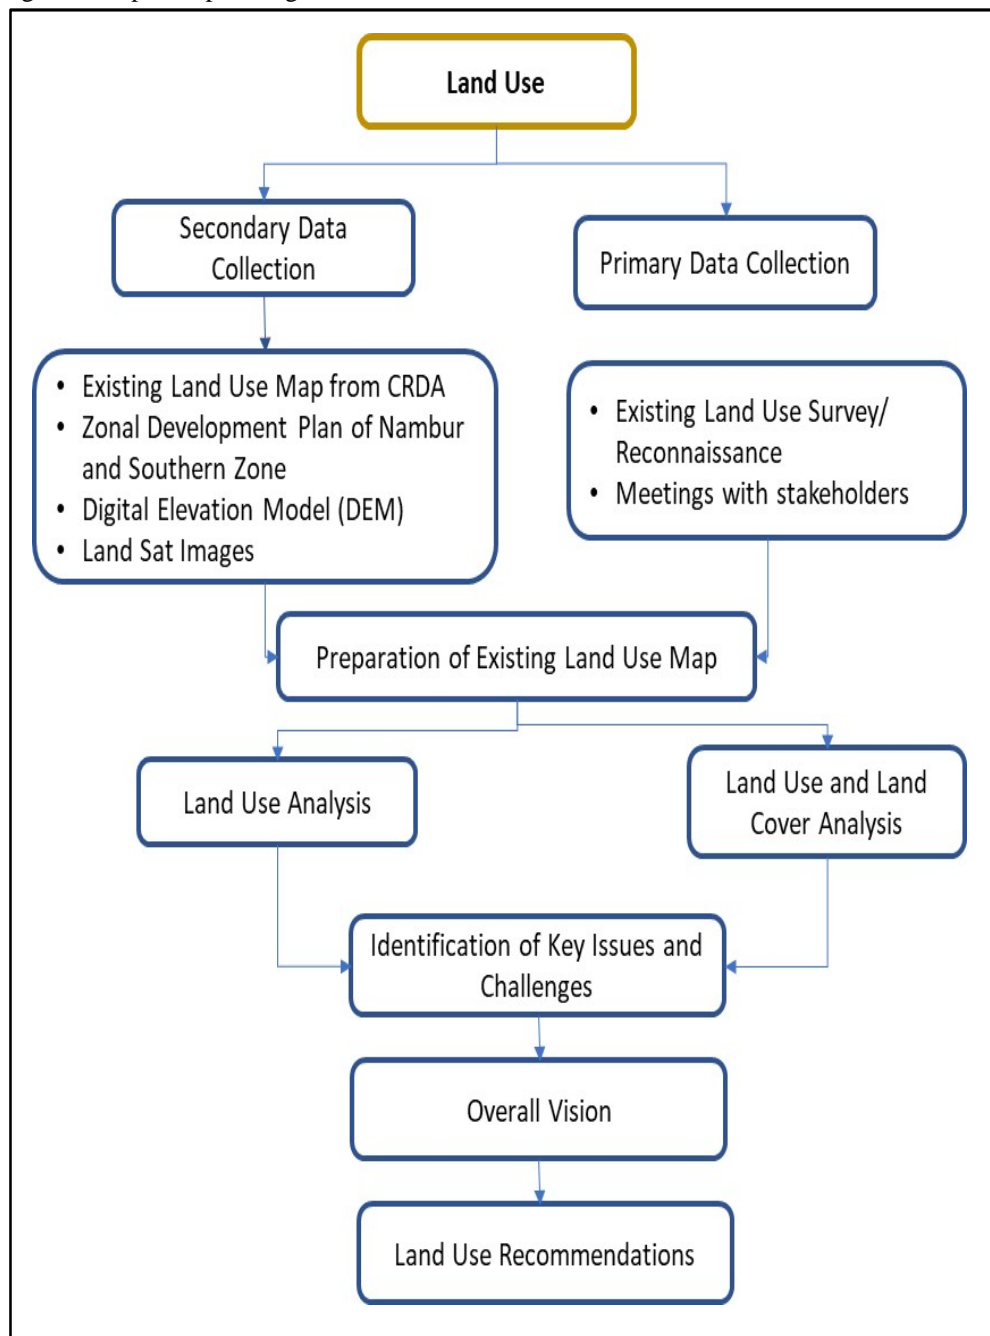 Land Use
Secondary Data
Collection
Primary Data Collection
• Existing Land Use Map from CRDA
• Zonal Development Plan of Nambur
and Southern Zone
• Digital Elevation Model (DEM)
• Land Sat Images
• Existing Land Use Survey/
Reconnaissance
• Meetings with stakeholders
Preparation of Existing Land Use Map
Land Use Analysis
Land Use and Land
Cover Analysis
Identification of Key Issues and
Challenges
Overall Vision
Land Use Recommendations